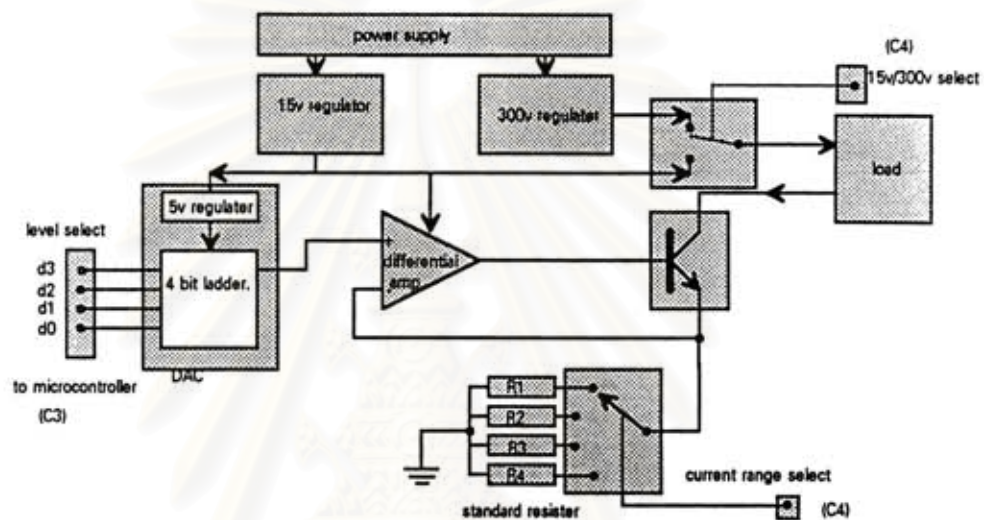 power supply
(C4)
15v/300v select
15v regulator
300v regulater
load
5v regulater
level select
differential
amp
+
-
4 bit ladder.
d3
d2
d1
d0
DAC
to microcontroller
(C3)
R1
R2
R3
R4
current range select
(C4)
standard resister